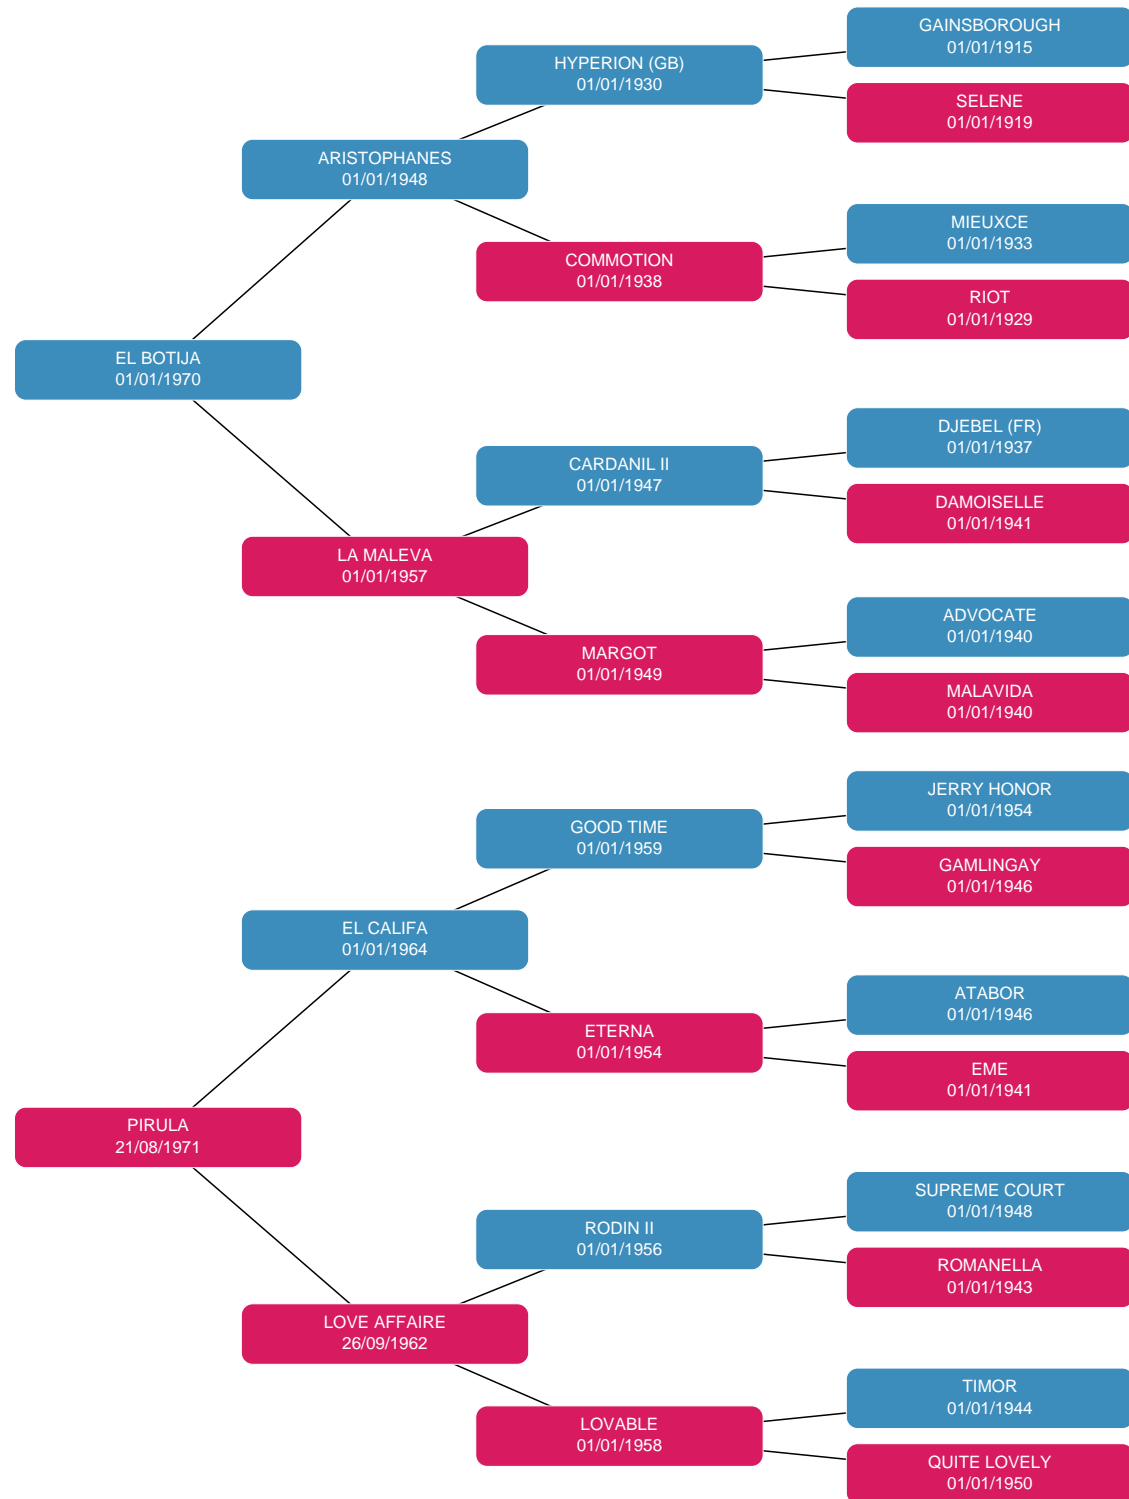 GAINSBOROUGH
01/01/1915
HYPERION (GB)
01/01/1930
SELENE
01/01/1919
ARISTOPHANES
01/01/1948
MIEUXCE
01/01/1933
COMMOTION
01/01/1938
RIOT
01/01/1929
EL BOTIJA
01/01/1970
DJEBEL (FR)
01/01/1937
CARDANIL II
01/01/1947
DAMOISELLE
01/01/1941
LA MALEVA
01/01/1957
ADVOCATE
01/01/1940
MARGOT
01/01/1949
MALAVIDA
01/01/1940
JERRY HONOR
01/01/1954
GOOD TIME
01/01/1959
GAMLINGAY
01/01/1946
EL CALIFA
01/01/1964
ATABOR
01/01/1946
ETERNA
01/01/1954
EME
01/01/1941
PIRULA
21/08/1971
SUPREME COURT
01/01/1948
RODIN II
01/01/1956
ROMANELLA
01/01/1943
LOVE AFFAIRE
26/09/1962
TIMOR
01/01/1944
LOVABLE
01/01/1958
QUITE LOVELY
01/01/1950